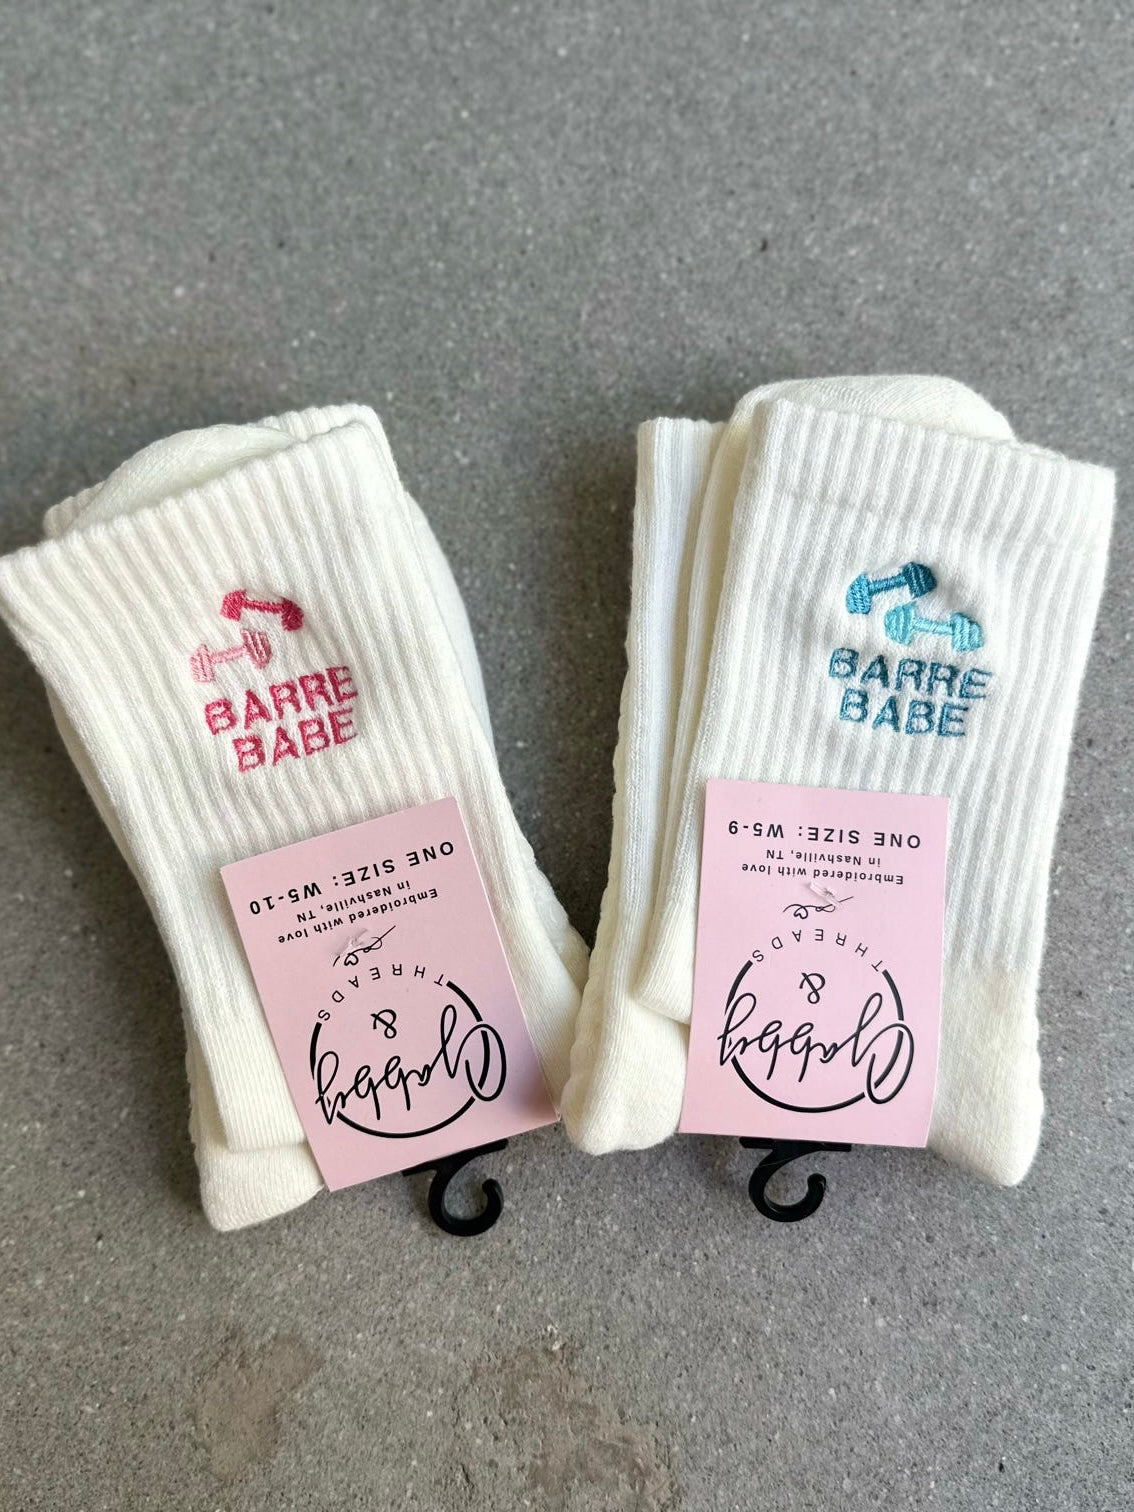 BARRE
BABE
ONE SIZE: W5-10
Embroidered with love
in Nashville, TN
THREADS
&
Gabby
BARRE
BABE
ONE SIZE: W5-9
Embroidered with love
in Nashville, TN
THREADS
&
Gabby